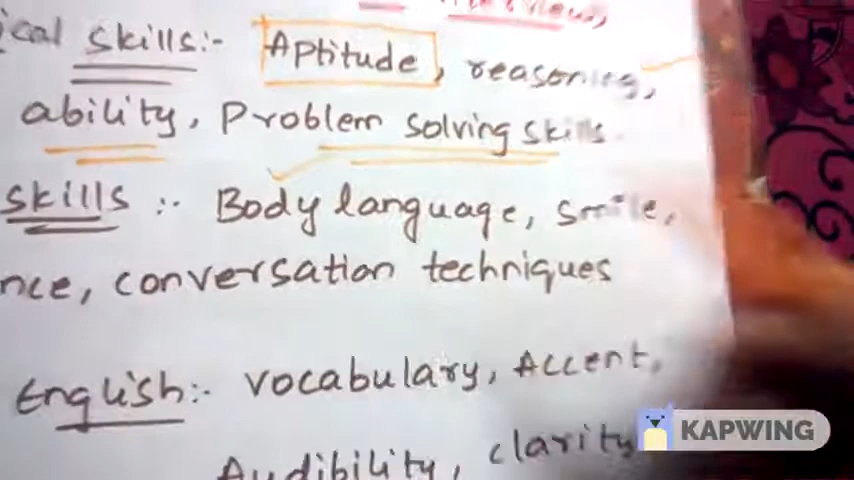 ical skills:- Aptitude, reasoning,
ability, Problem solving skills.
skills :- Body language, smile,
nce, conversation techniques
English:- vocabulary, Accent,
Audibility, clarity
KAPWING